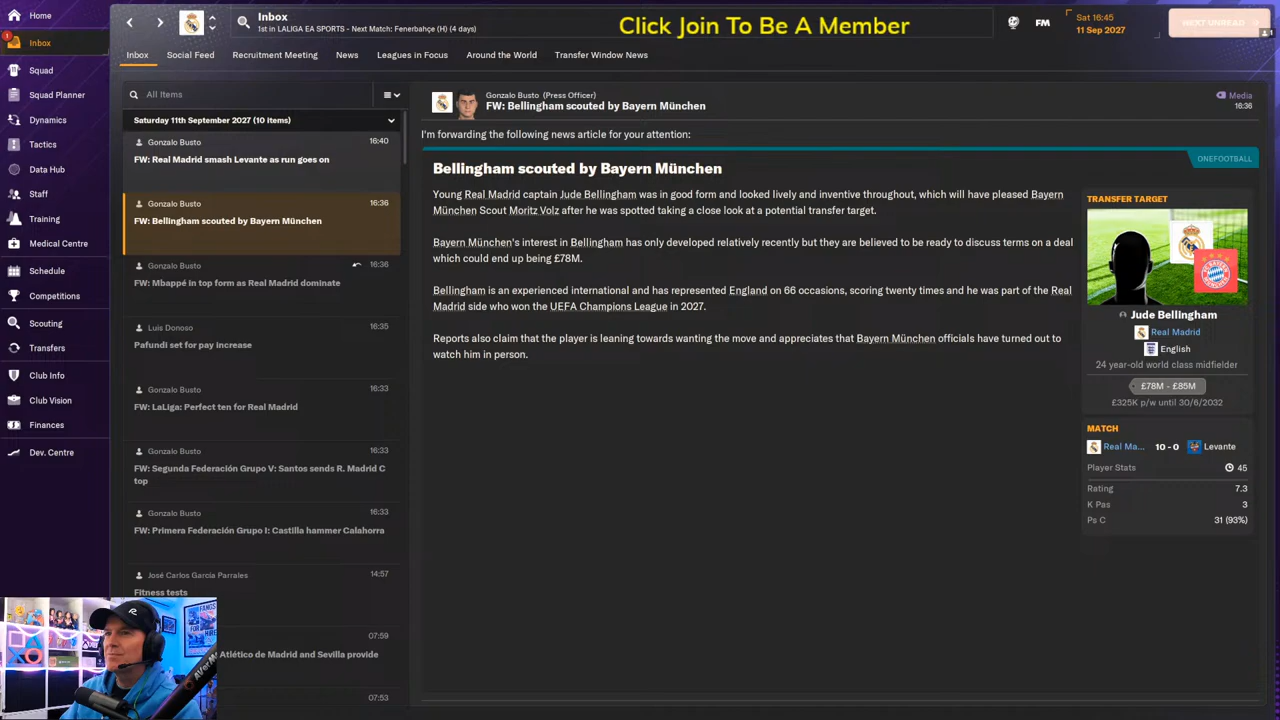 Home
Inbox
1
Squad
Squad Planner
Dynamics
Tactics
Data Hub
Staff
Training
Medical Centre
Schedule
Competitions
Scouting
Transfers
Club Info
Club Vision
Finances
Dev. Centre
Inbox
1st in LALIGA EA SPORTS - Next Match: Fenerbahçe (H) (4 days)
Click Join To Be A Member
FM
Sat 16:45
11 Sep 2027
NEXT UNREAD
1
Inbox
Social Feed
Recruitment Meeting
News
Leagues in Focus
Around the World
Transfer Window News
All Items
Saturday 11th September 2027 (10 items)
Gonzalo Busto 16:40
FW: Real Madrid smash Levante as run goes on
Gonzalo Busto 16:36
FW: Bellingham scouted by Bayern München
Gonzalo Busto 16:36
FW: Mbappé in top form as Real Madrid dominate
Luis Donoso 16:35
Pafundi set for pay increase
Gonzalo Busto 16:33
FW: LaLiga: Perfect ten for Real Madrid
Gonzalo Busto 16:33
FW: Segunda Federación Grupo V: Santos sends R. Madrid C
top
Gonzalo Busto 16:33
FW: Primera Federación Grupo I: Castilla hammer Calahorra
José Carlos García Parrales 14:57
Fitness tests
07:59
Atlético de Madrid and Sevilla provide
07:53
Gonzalo Busto (Press Officer)
FW: Bellingham scouted by Bayern München
Media
16:36
I'm forwarding the following news article for your attention:
ONEFOOTBALL
Bellingham scouted by Bayern München
Young Real Madrid captain Jude Bellingham was in good form and looked lively and inventive throughout, which will have pleased Bayern
München Scout Moritz Volz after he was spotted taking a close look at a potential transfer target.
Bayern München's interest in Bellingham has only developed relatively recently but they are believed to be ready to discuss terms on a deal
which could end up being £78M.
Bellingham is an experienced international and has represented England on 66 occasions, scoring twenty times and he was part of the Real
Madrid side who won the UEFA Champions League in 2027.
Reports also claim that the player is leaning towards wanting the move and appreciates that Bayern München officials have turned out to
watch him in person.
TRANSFER TARGET
Jude Bellingham
Real Madrid
English
24 year-old world class midfielder
£78M - £85M
£325K p/w until 30/6/2032
MATCH
Real Ma... 10 - 0 Levante
Player Stats 45
Rating 7.3
K Pas 3
Ps C 31 (93%)